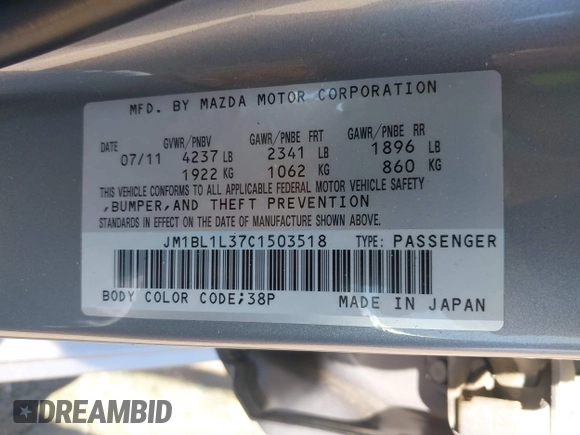 MFD. BY MAZDA MOTOR CORPORATION
DATE GVWR/PNBV GAWR/PNBE FRT GAWR/PNBE RR
07/11 4237 LB 2341 LB 1896 LB
1922 KG 1062 KG 860 KG
THIS VEHICLE CONFORMS TO ALL APPLICABLE FEDERAL MOTOR VEHICLE SAFETY
,BUMPER,AND THEFT PREVENTION
STANDARDS IN EFFECT ON THE DATE OF MANUFACTURE SHOWN ABOVE.
JM1BL1L37C1503518 TYPE: PASSENGER
BODY COLOR CODE;38P MADE IN JAPAN
DREAMBID